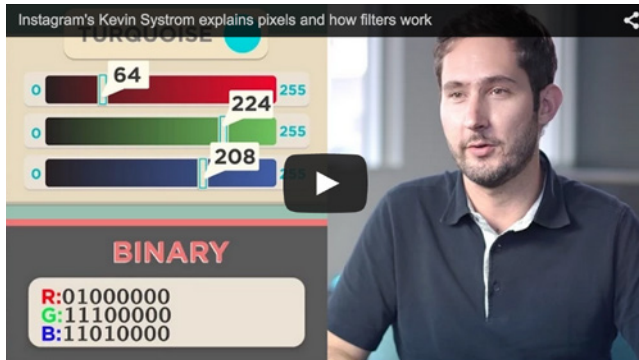 Instagram's Kevin Systrom explains pixels and how filters work
TURQUOISE
0 64 255
0 224 255
0 208 255
BINARY
R:01000000
G:11100000
B:11010000